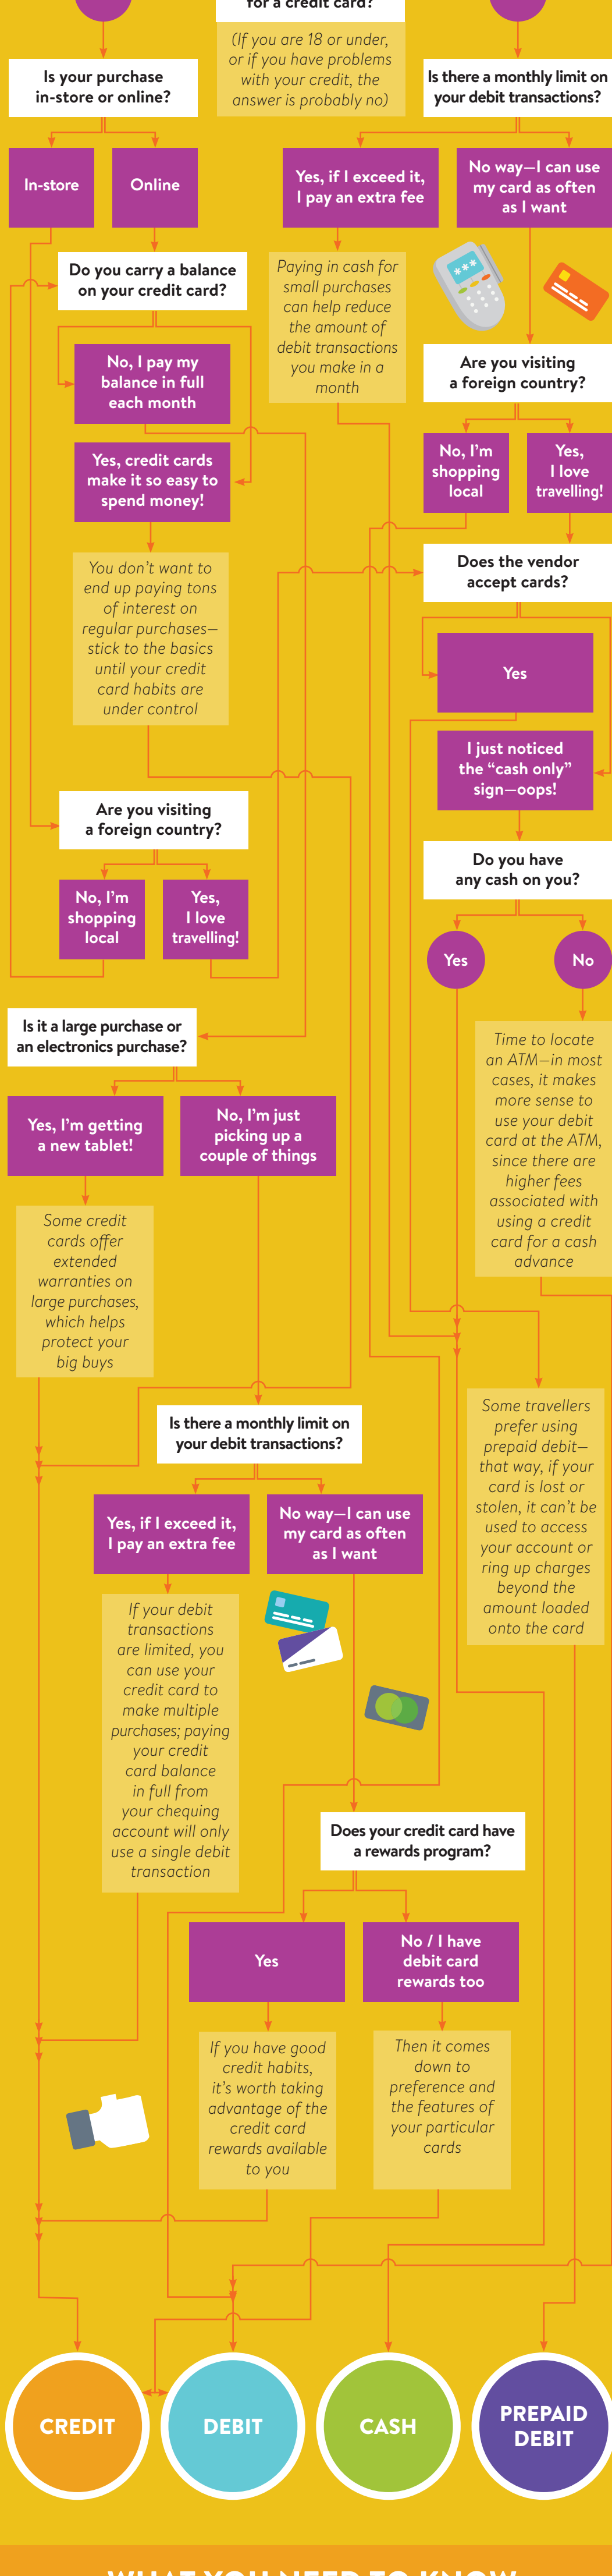 for a credit card?
(If you are 18 or under,
or if you have problems
with your credit, the
answer is probably no)
Is your purchase
in-store or online?
Is there a monthly limit on
your debit transactions?
In-store
Online
Yes, if I exceed it,
I pay an extra fee
No way—I can use
my card as often
as I want
Do you carry a balance
on your credit card?
Paying in cash for
small purchases
can help reduce
the amount of
debit transactions
you make in a
month
***
No, I pay my
balance in full
each month
Are you visiting
a foreign country?
Yes, credit cards
make it so easy to
spend money!
No, I'm
shopping
local
Yes,
I love
travelling!
You don't want to
end up paying tons
of interest on
regular purchases—
stick to the basics
until your credit
card habits are
under control
Does the vendor
accept cards?
Yes
I just noticed
the “cash only”
sign—oops!
Are you visiting
a foreign country?
No, I'm
shopping
local
Yes,
I love
travelling!
Do you have
any cash on you?
Yes
No
Is it a large purchase or
an electronics purchase?
Yes, I'm getting
a new tablet!
No, I'm just
picking up a
couple of things
Time to locate
an ATM—in most
cases, it makes
more sense to
use your debit
card at the ATM,
since there are
higher fees
associated with
using a credit
card for a cash
advance
Some credit
cards offer
extended
warranties on
large purchases,
which helps
protect your
big buys
Some travellers
prefer using
prepaid debit—
that way, if your
card is lost or
stolen, it can't be
used to access
your account or
ring up charges
beyond the
amount loaded
onto the card
Is there a monthly limit on
your debit transactions?
Yes, if I exceed it,
I pay an extra fee
No way—I can use
my card as often
as I want
If your debit
transactions
are limited, you
can use your
credit card to
make multiple
purchases; paying
your credit
card balance
in full from
your chequing
account will only
use a single debit
transaction
Does your credit card have
a rewards program?
Yes
No / I have
debit card
rewards too
If you have good
credit habits,
it's worth taking
advantage of the
credit card
rewards available
to you
Then it comes
down to
preference and
the features of
your particular
cards
CREDIT
DEBIT
CASH
PREPAID
DEBIT
WHAT YOU NEED TO KNOW